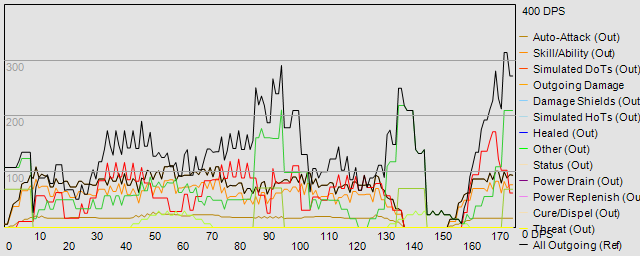 400 DPS
300
200
100
Auto-Attack (Out)
Skill/Ability (Out)
Simulated DoTs (Out)
Outgoing Damage
Damage Shields (Out)
Simulated HoTs (Out)
Healed (Out)
Other (Out)
Status (Out)
Power Drain (Out)
Power Replenish (Ou
Cure/Dispel (Out)
Threat (Out)
0 DPS
All Outgoing (Ref)
10 30 50 70 90 110 130 150 170
0 20 40 60 80 100 120 140 160